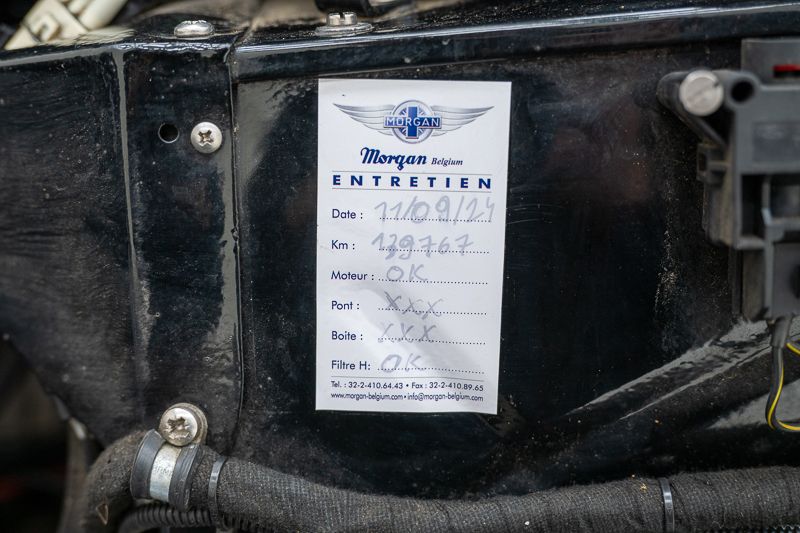 MORGAN
Morgan Belgium
ENTRETIEN
Date : 11/09/24
Km : 139767
Moteur : OK
Pont : XXX
Boite : XXX
Filtre H: OK
Tel. : 32-2-410.64.43 • Fax : 32-2-410.89.65
www.morgan-belgium.com • info@morgan-belgium.com